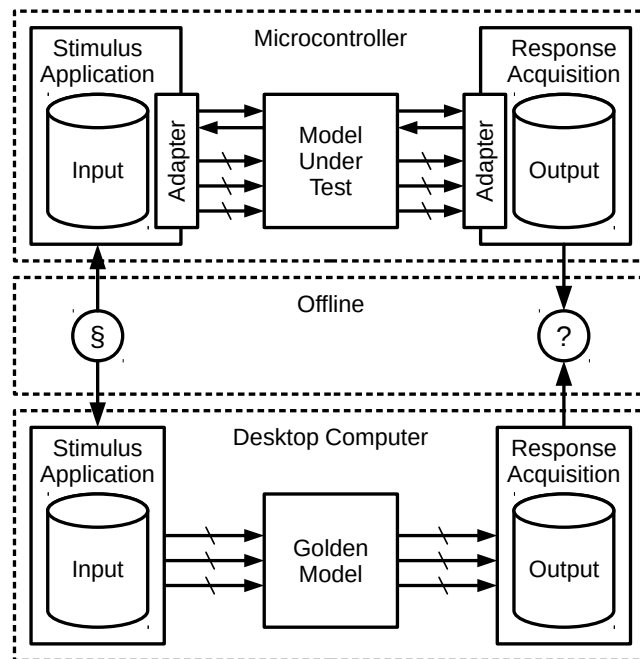 Microcontroller
Stimulus
Application
Input
Adapter
Model
Under
Test
Adapter
Response
Acquisition
Output
Offline
§
?
Desktop Computer
Stimulus
Application
Input
Golden
Model
Response
Acquisition
Output